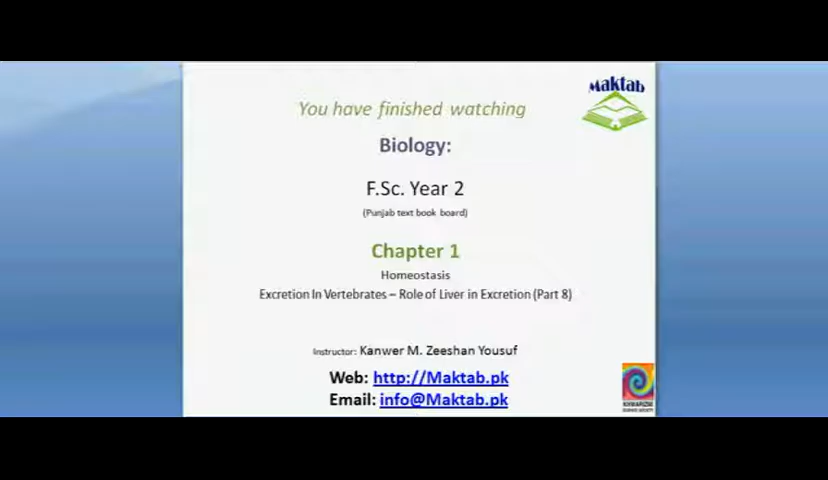 Maktab
You have finished watching
Biology:
F.Sc. Year 2
(Punjab text book board)
Chapter 1
Homeostasis
Excretion In Vertebrates – Role of Liver in Excretion (Part 8)
Instructor: Kanwer M. Zeeshan Yousuf
Web: http://Maktab.pk
Email: info@Maktab.pk